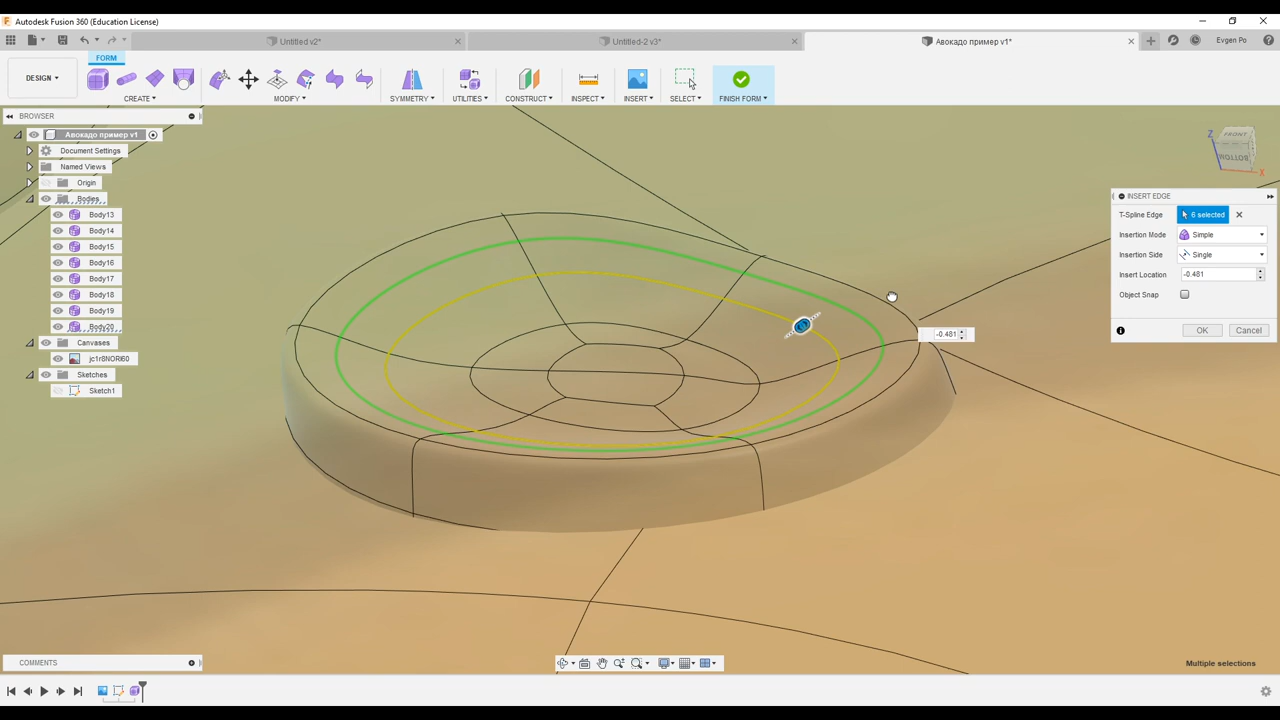 Autodesk Fusion 360 (Education License)
Untitled v2*
Untitled-2 v3*
Авокадо пример v1*
Evgen Po
FORM
DESIGN
CREATE
MODIFY
SYMMETRY
UTILITIES
CONSTRUCT
INSPECT
INSERT
SELECT
FINISH FORM
BROWSER
Авокадо пример v1
Document Settings
Named Views
Origin
Bodies
Body13
Body14
Body15
Body16
Body17
Body18
Body19
Body20
Canvases
jc1r8NORI60
Sketches
Sketch1
Z
FRONT
BOTTOM
X
INSERT EDGE
T-Spline Edge
6 selected
Insertion Mode
Simple
Insertion Side
Single
Insert Location
-0.481
Object Snap
OK
Cancel
-0.481
COMMENTS
Multiple selections